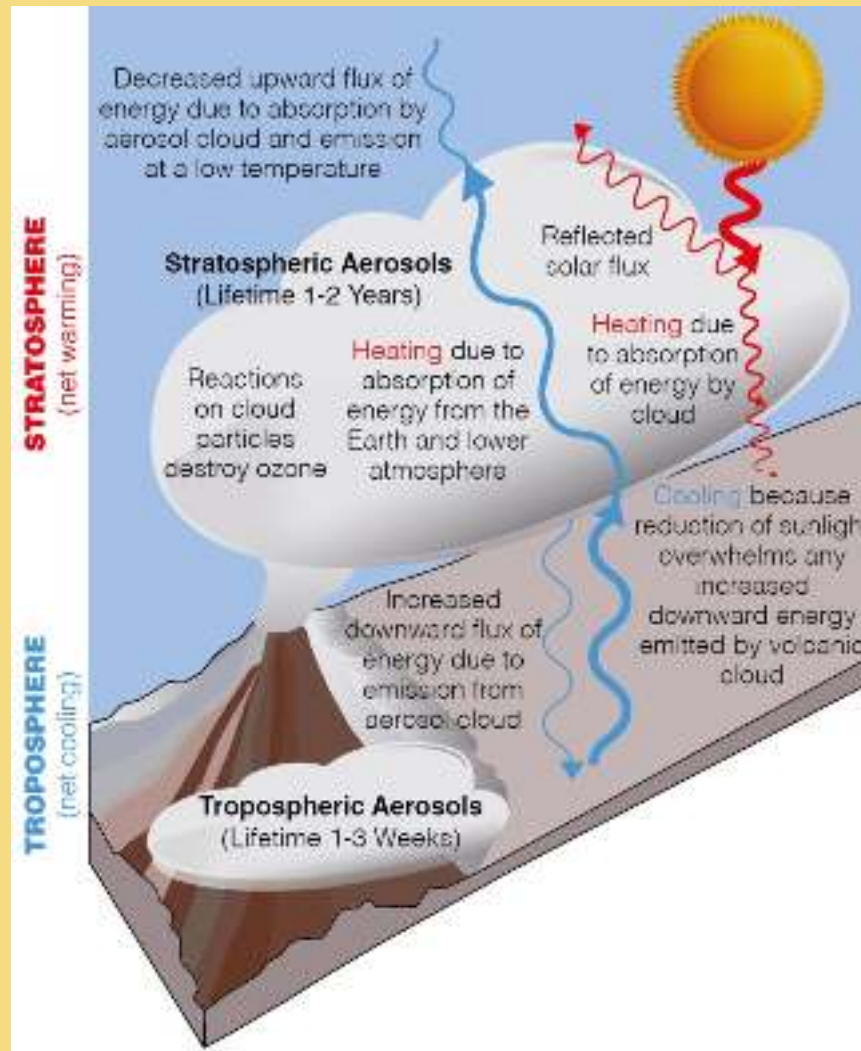 Decreased upward flux of
energy due to absorption by
aerosol cloud and emission
at a low temperature
STRATOSPHERE
(net warming)
Stratospheric Aerosols
(Lifetime 1-2 Years)
Reflected
solar flux
Reactions
on cloud
particles
destroy ozone
Heating due to
absorption of
energy from the
Earth and lower
atmosphere
Heating due
to absorption
of energy by
cloud
TROPOSPHERE
(net cooling)
Increased
downward flux of
energy due to
emission from
aerosol cloud
Cooling because
reduction of sunligh
overwhelms any
increased
downward energy
emitted by volcanic
cloud
Tropospheric Aerosols
(Lifetime 1-3 Weeks)